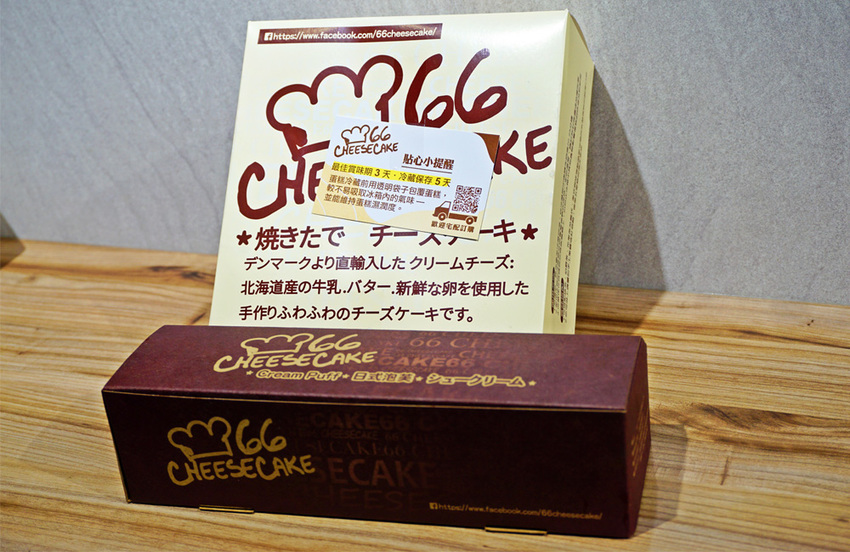 https://www.facebook.com/66cheesecake/
66
CHEESECAKE
66
CHEESECAKE
貼心小提醒
最佳賞味期3天，冷藏保存5天
蛋糕冷藏前用透明袋子包覆蛋糕，
較不易吸取冰箱內的氣味—
並能維持蛋糕濕潤度。
歡迎宅配訂購
★焼きたて チーズケーキ★
デンマークより直輸入した クリームチーズ:
北海道産の牛乳.バター.新鮮な卵を使用した
手作りふわふわのチーズケーキです。
66
CHEESECAKE
★Cream Puff★日式泡芙★シュークリーム★
66
CHEESECAKE
https://www.facebook.com/66cheesecake/